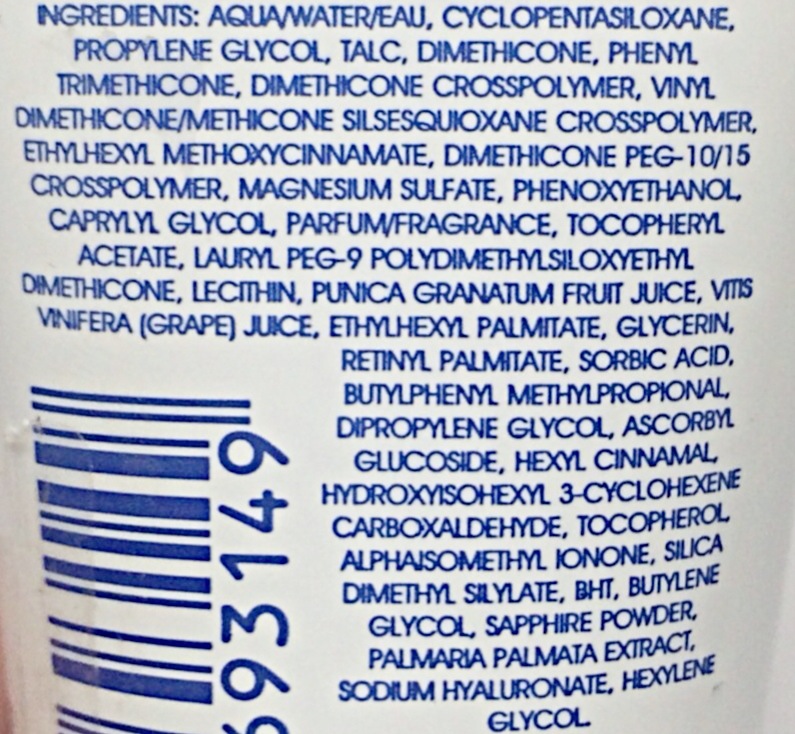 INGREDIENTS: AQUA/WATER/EAU, CYCLOPENTASILOXANE,
PROPYLENE GLYCOL, TALC, DIMETHICONE, PHENYL
TRIMETHICONE, DIMETHICONE CROSSPOLYMER, VINYL
DIMETHICONE/METHICONE SILSESQUIOXANE CROSSPOLYMER,
ETHYLHEXYL METHOXYCINNAMATE, DIMETHICONE PEG-10/15
CROSSPOLYMER, MAGNESIUM SULFATE, PHENOXYETHANOL,
CAPRYLYL GLYCOL, PARFUM/FRAGRANCE, TOCOPHERYL
ACETATE, LAURYL PEG-9 POLYDIMETHYLSILOXYETHYL
DIMETHICONE, LECITHIN, PUNICA GRANATUM FRUIT JUICE, VITIS
VINIFERA (GRAPE) JUICE, ETHYLHEXYL PALMITATE, GLYCERIN,
RETINYL PALMITATE, SORBIC ACID,
BUTYLPHENYL METHYLPROPIONAL,
DIPROPYLENE GLYCOL, ASCORBYL
GLUCOSIDE, HEXYL CINNAMAL,
HYDROXYISOHEXYL 3-CYCLOHEXENE
CARBOXALDEHYDE, TOCOPHEROL,
ALPHAISOMETHYL IONONE, SILICA
DIMETHYL SILYLATE, BHT, BUTYLENE
GLYCOL, SAPPHIRE POWDER,
PALMARIA PALMATA EXTRACT,
SODIUM HYALURONATE, HEXYLENE
GLYCOL.
693149